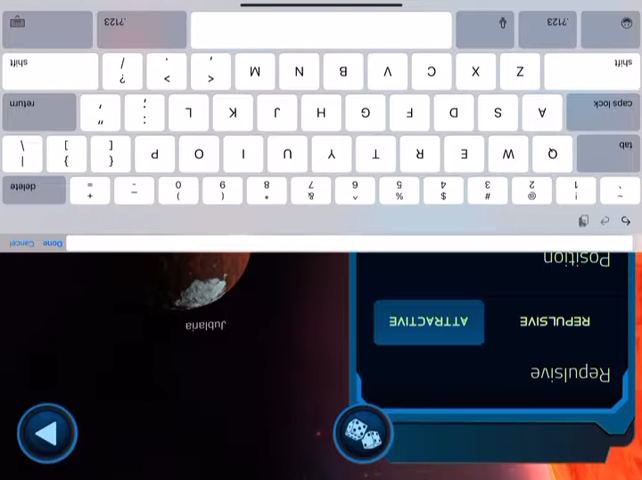 Repulsive
REPULSIVE ATTRACTIVE
Jublaria
Position
Done Cancel
~ ! @ # $ % ^ & * ( ) _ +
` 1 2 3 4 5 6 7 8 9 0 - = delete
tab Q W E R T Y U I O P { } |
[ ] \
caps lock A S D F G H J K L : "
; ' return
shift Z X C V B N M < > ? shift
, . /
.?123 .?123